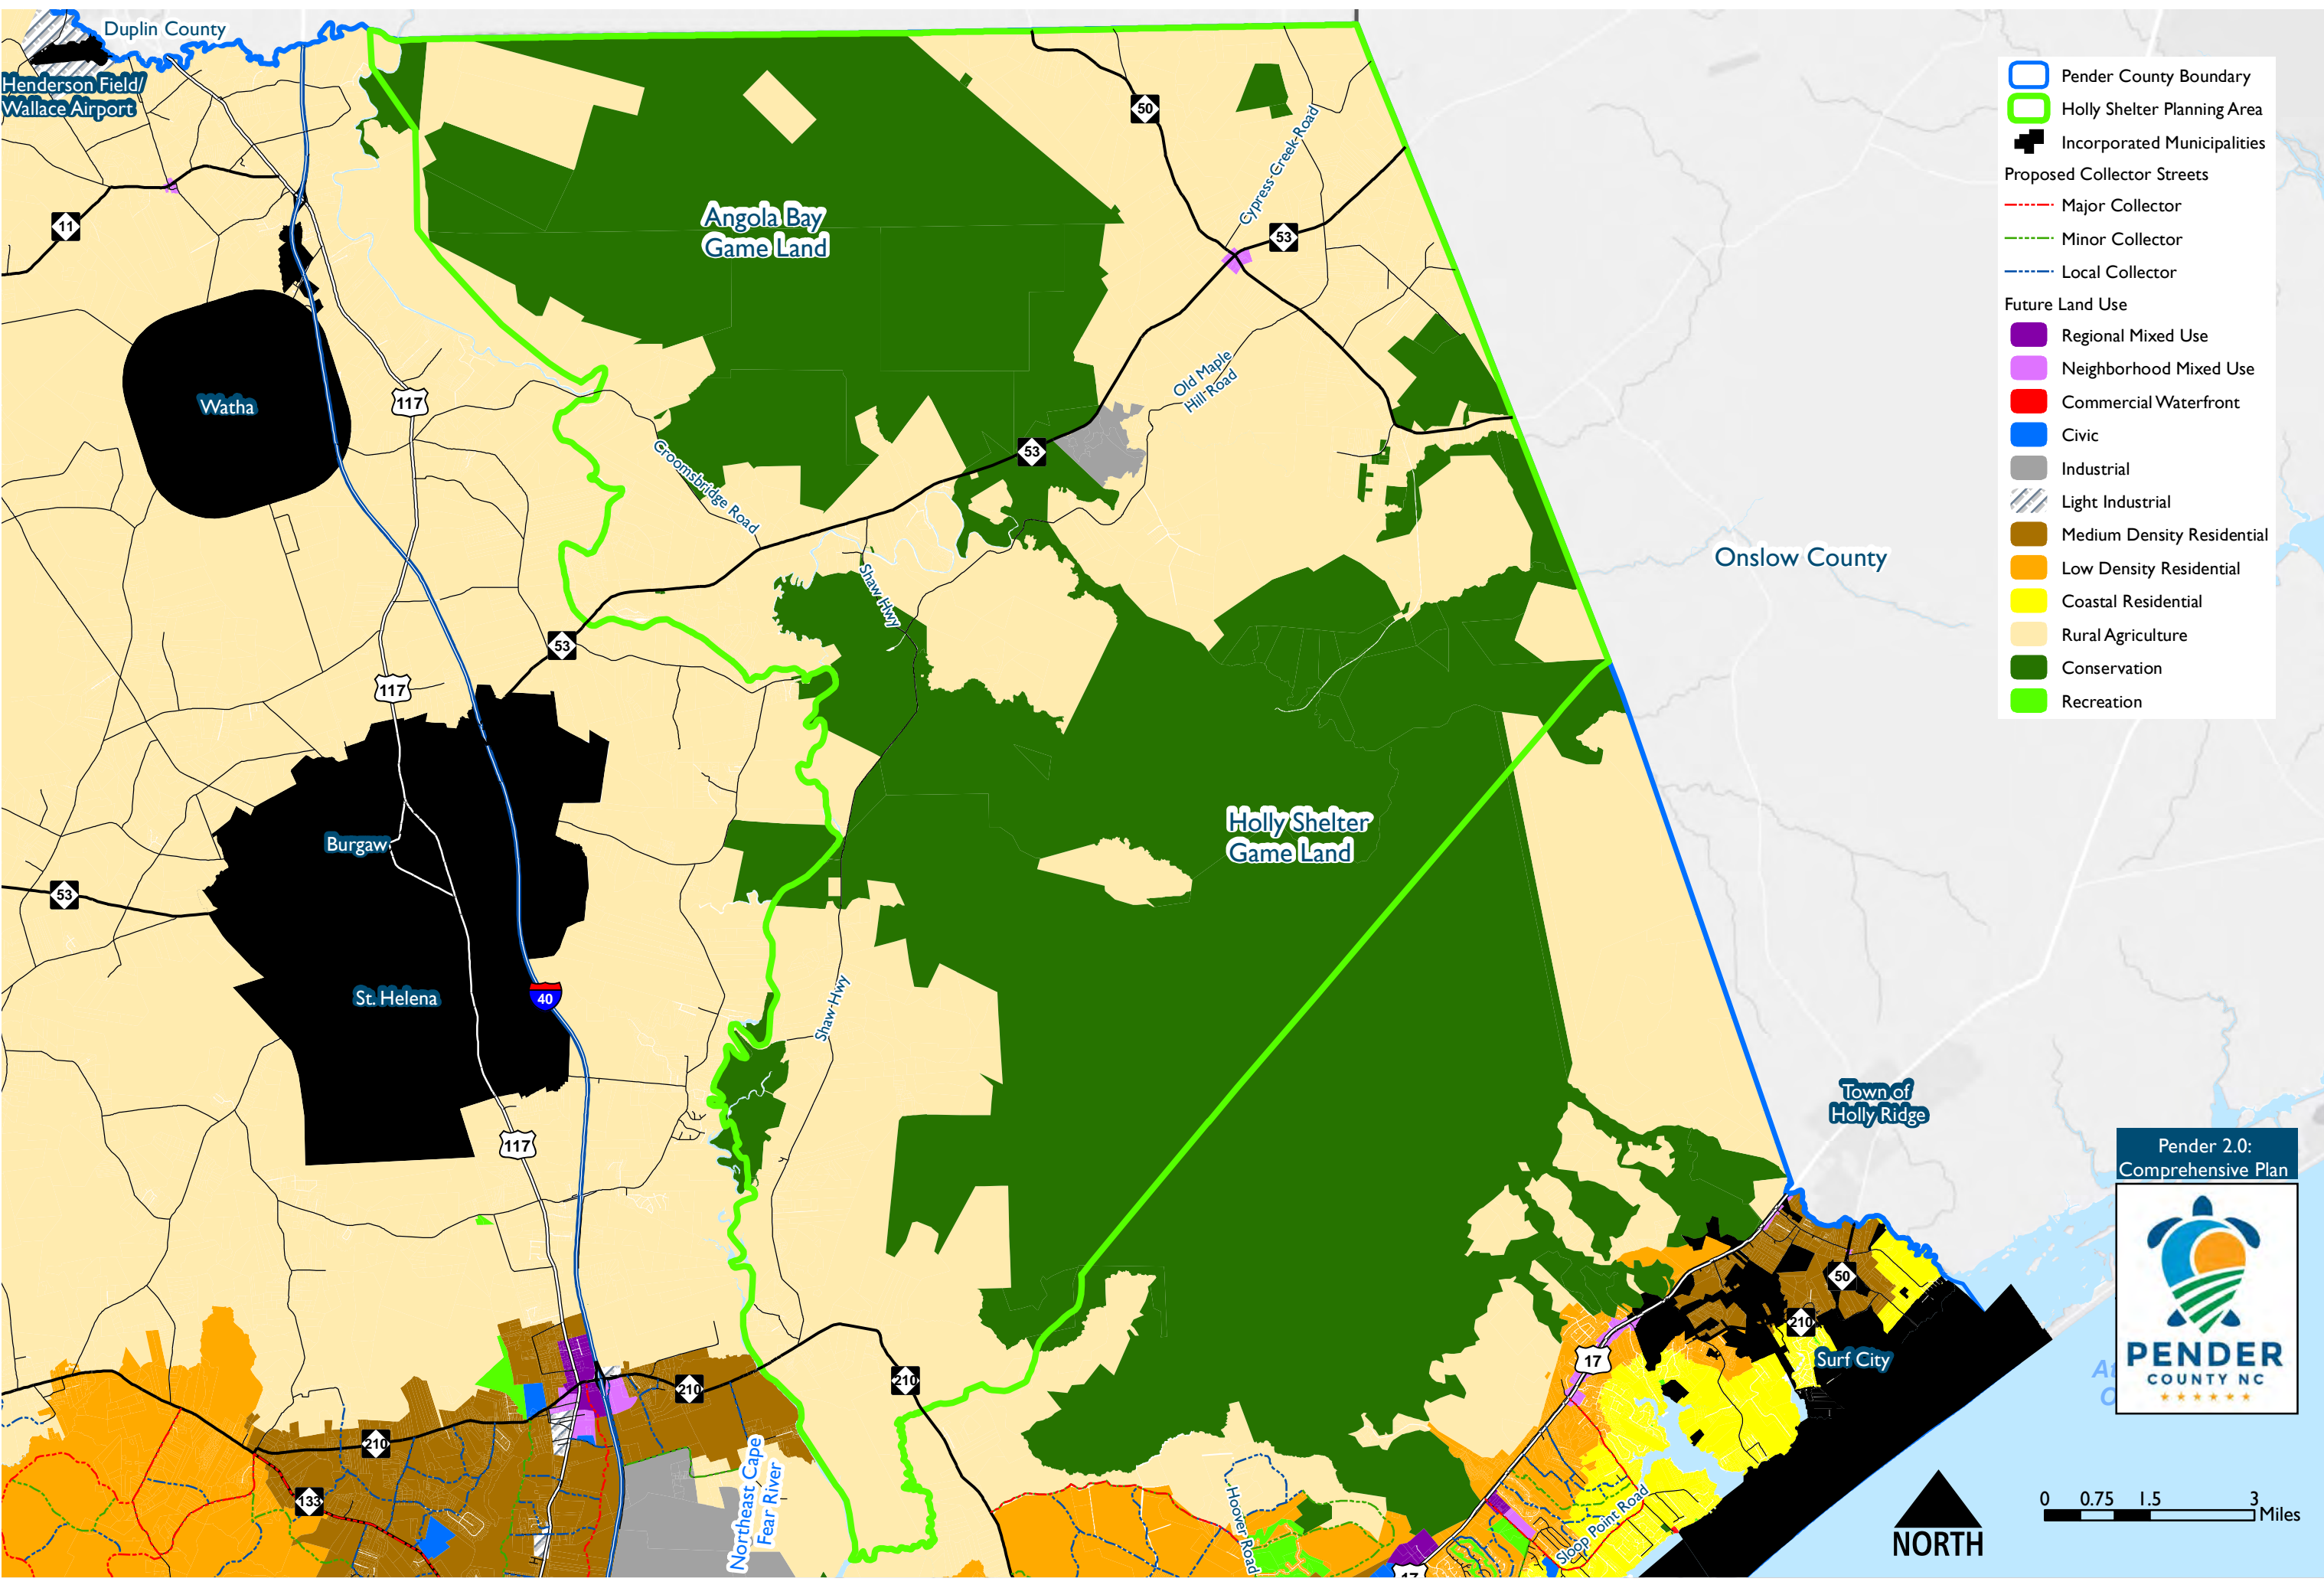 Duplin County
Henderson Field/
Wallace Airport
11
50
Cypress Creek Road
53
Angola Bay
Game Land
Watha
117
Old Maple
Hill Road
53
Croomsbridge Road
Shaw Hwy
53
117
Onslow County
Burgaw
Holly Shelter
Game Land
53
St. Helena
40
Shaw Hwy
117
Town of
Holly Ridge
50
210
Surf City
17
210
210
210
133
Northeast Cape
Fear River
Hoover Road
Sloop Point Road
17
Pender County Boundary
Holly Shelter Planning Area
Incorporated Municipalities
Proposed Collector Streets
Major Collector
Minor Collector
Local Collector
Future Land Use
Regional Mixed Use
Neighborhood Mixed Use
Commercial Waterfront
Civic
Industrial
Light Industrial
Medium Density Residential
Low Density Residential
Coastal Residential
Rural Agriculture
Conservation
Recreation
Pender 2.0:
Comprehensive Plan
PENDER
COUNTY NC
NORTH
0 0.75 1.5 3
Miles